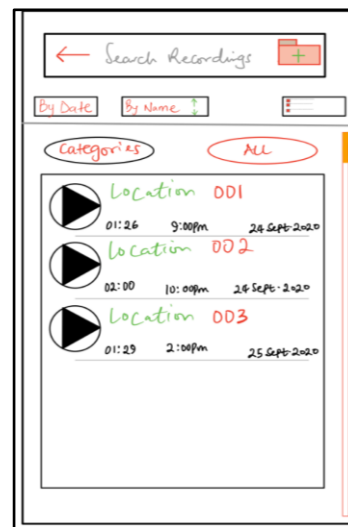 Search Recordings
By Date By Name
Categories ALL
Location 001
01:26 9:00pm 24 Sept-2020
Location 002
02:00 10:00pm 24 Sept-2020
Location 003
01:29 2:00pm 25 Sept-2020